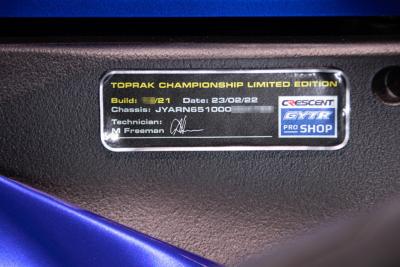 TOPRAK CHAMPIONSHIP LIMITED EDITION
Build: /21 Date: 23/02/22
Chassis: JYARN651000
Technician:
M Freeman
CRESCENT
GYTR
PRO SHOP